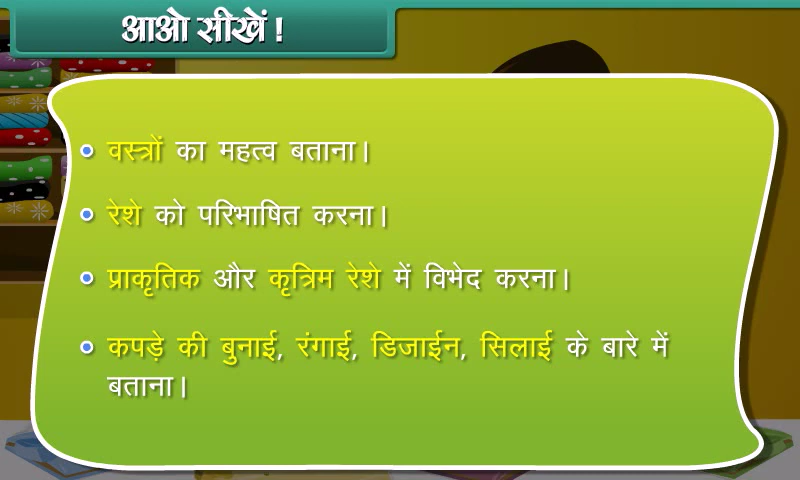 आओ सीखें!
वस्त्रों का महत्व बताना।
रेशे को परिभाषित करना।
प्राकृतिक और कृत्रिम रेशे में विभेद करना।
कपड़े की बुनाई, रंगाई, डिजाईन, सिलाई के बारे में
बताना।